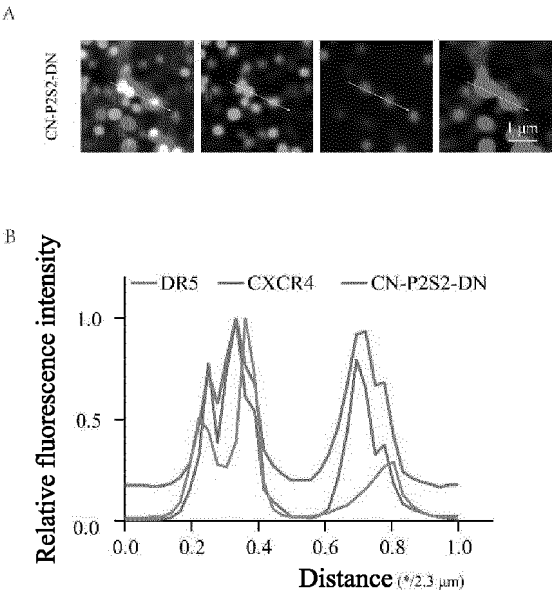 A
CN-P2S2-DN
1 μm
B
Relative fluorescence intensity
DR5 CXCR4 CN-P2S2-DN
1.0
0.5
0.0
0.0 0.2 0.4 0.6 0.8 1.0
Distance (*/2.3 μm)